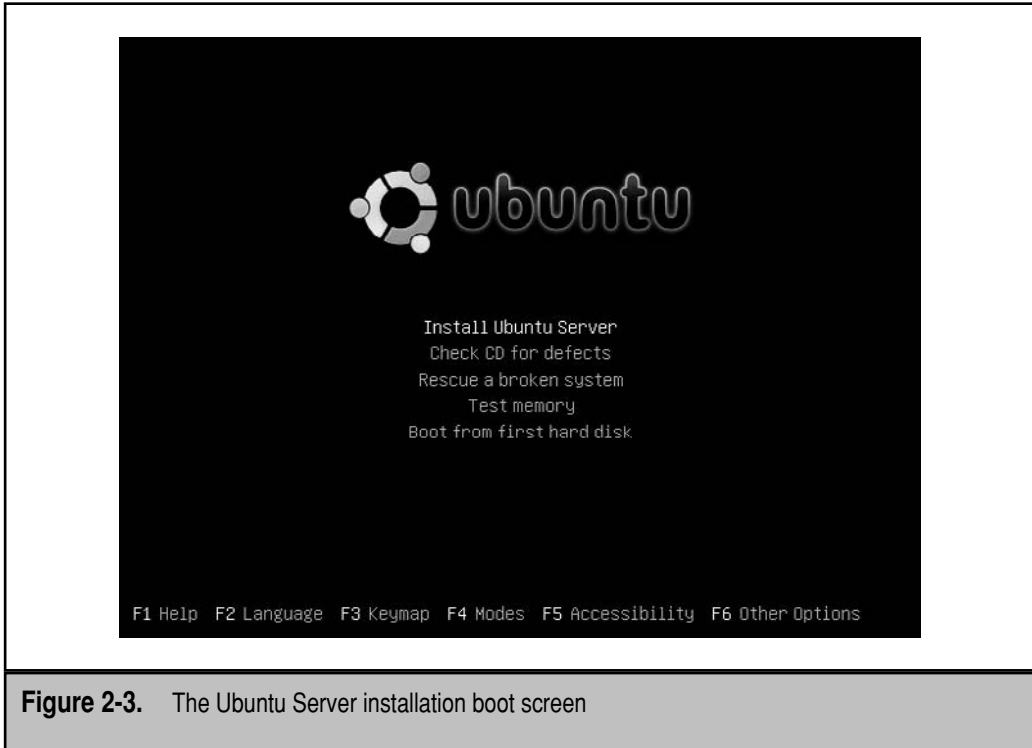 ubuntu
Install Ubuntu Server
Check CD for defects
Rescue a broken system
Test memory
Boot from first hard disk
F1 Help F2 Language F3 Keymap F4 Modes F5 Accessibility F6 Other Options
Figure 2-3. The Ubuntu Server installation boot screen